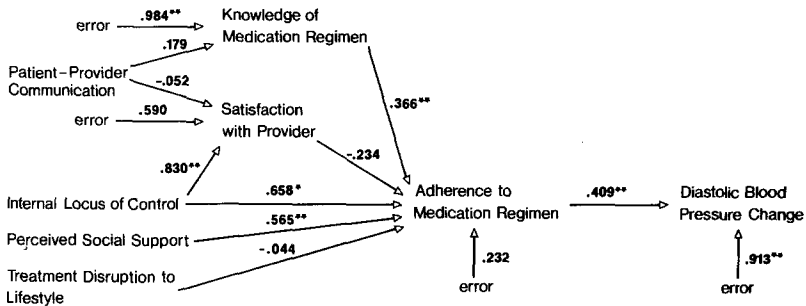 .984**
Knowledge of
error
Medication Regimen
.179
Patient-Provider
Communication
-.052
.590
error
Satisfaction
with Provider
.366**
.830**
-.234
Internal Locus of Control
.658*
Adherence to
Medication Regimen
.409**
Diastolic Blood
Pressure Change
.565**
Perceived Social Support
-.044
Treatment Disruption to
Lifestyle
.232
error
.913**
error